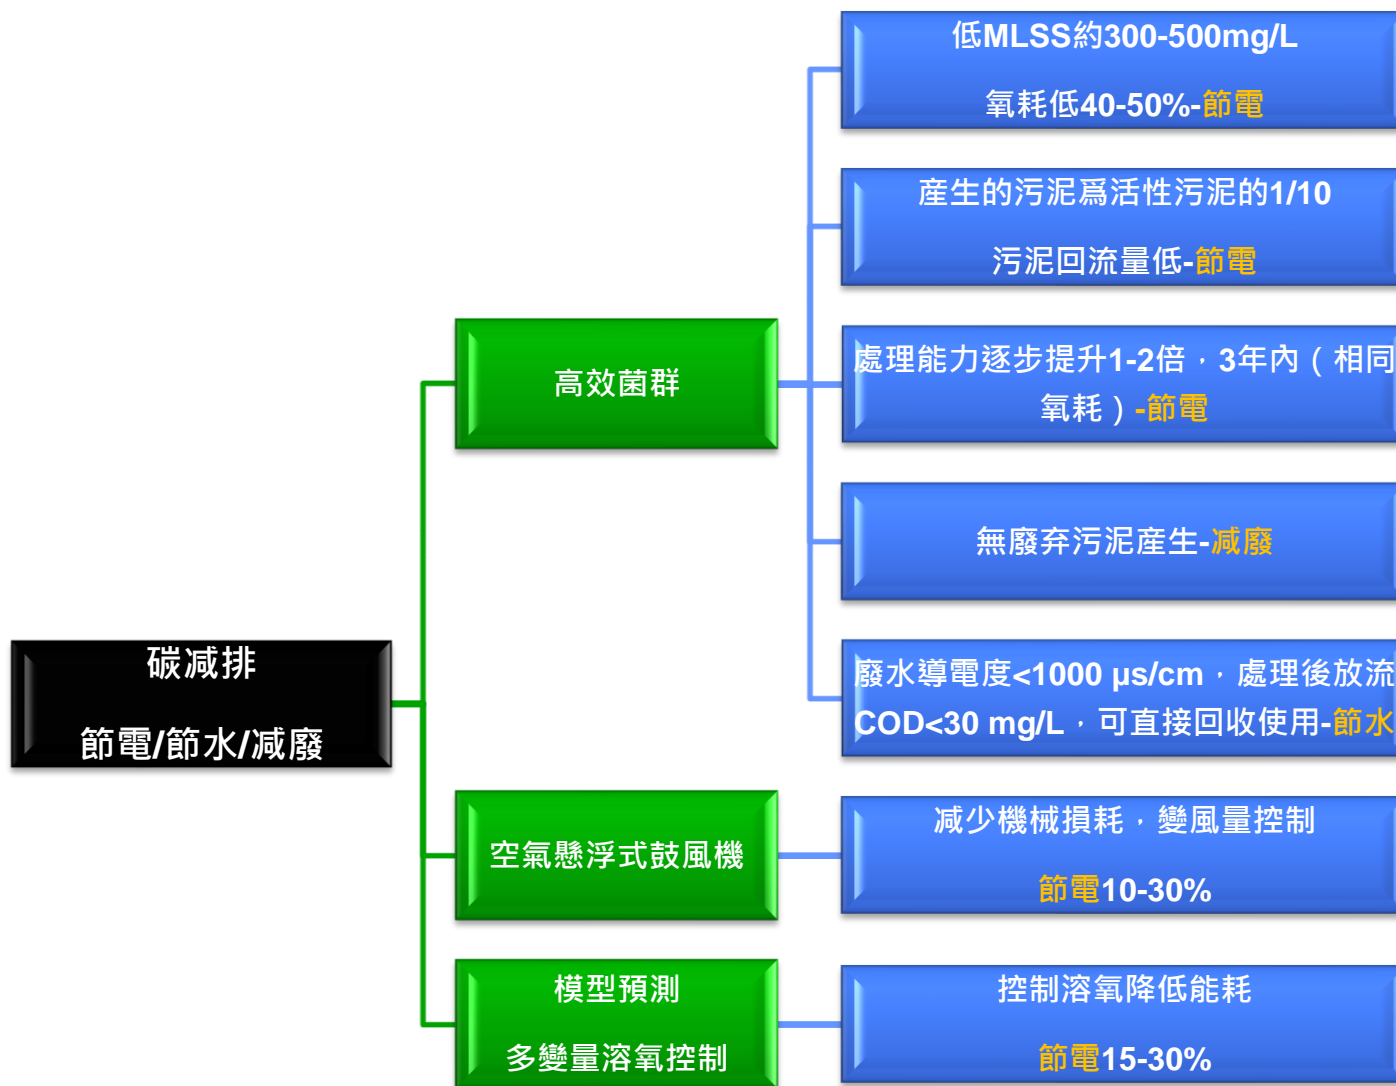 低MLSS約300-500mg/L
氧耗低40-50%-節電
産生的污泥爲活性污泥的1/10
污泥回流量低-節電
高效菌群
處理能力逐步提升1-2倍，3年內（相同
氧耗）-節電
無廢弃污泥産生-减廢
碳减排
節電/節水/减廢
廢水導電度<1000 µs/cm，處理後放流
COD<30 mg/L，可直接回收使用-節水
空氣懸浮式鼓風機
减少機械損耗，變風量控制
節電10-30%
模型預測
多變量溶氧控制
控制溶氧降低能耗
節電15-30%